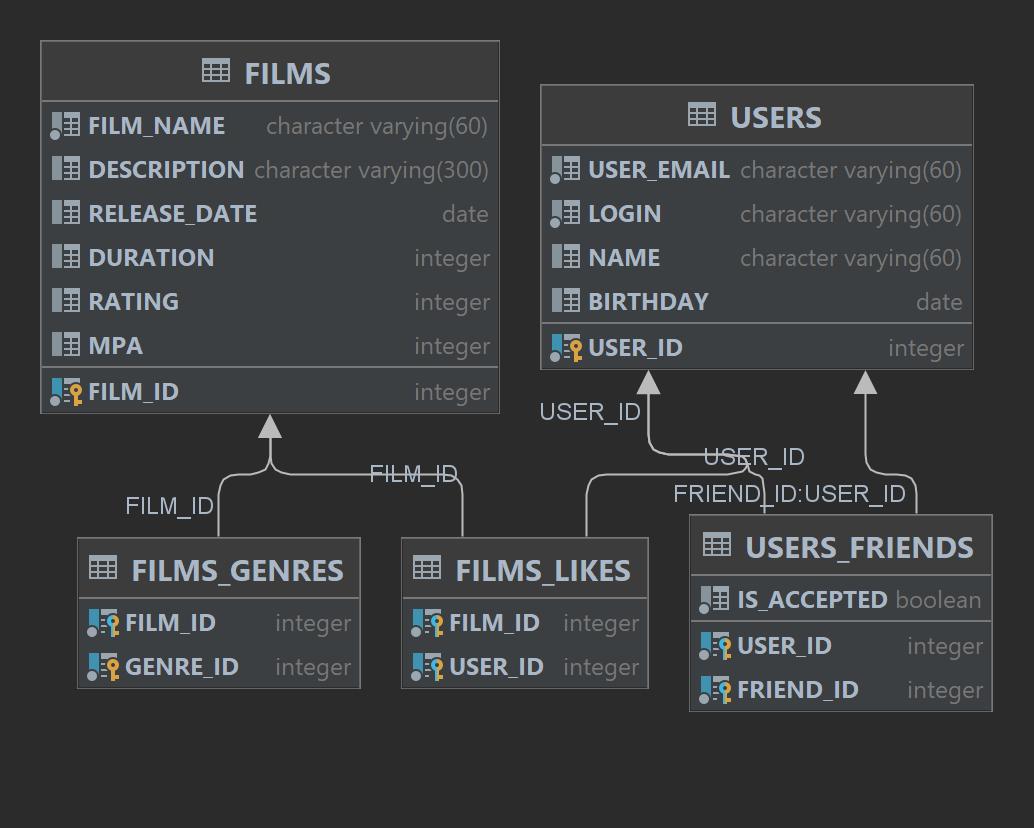 FILMS
FILM_NAME character varying(60)
DESCRIPTION character varying(300)
RELEASE_DATE date
DURATION integer
RATING integer
MPA integer
FILM_ID integer
USERS
USER_EMAIL character varying(60)
LOGIN character varying(60)
NAME character varying(60)
BIRTHDAY date
USER_ID integer
USER_ID
USER_ID
FILM_ID
FRIEND_ID:USER_ID
FILM_ID
FILMS_GENRES
FILM_ID integer
GENRE_ID integer
FILMS_LIKES
FILM_ID integer
USER_ID integer
USERS_FRIENDS
IS_ACCEPTED boolean
USER_ID integer
FRIEND_ID integer